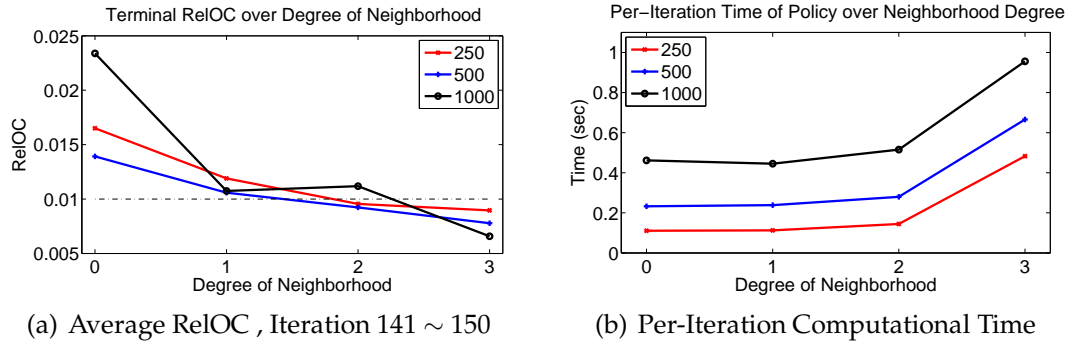 Terminal RelOC over Degree of Neighborhood
0.025
0.02
0.015
0.01
0.005
RelOC
250
500
1000
0 1 2 3
Degree of Neighborhood
(a) Average RelOC , Iteration 141 ∼ 150
Per−Iteration Time of Policy over Neighborhood Degree
1
0.8
0.6
0.4
0.2
0
Time (sec)
250
500
1000
0 1 2 3
Degree of Neighborhood
(b) Per-Iteration Computational Time